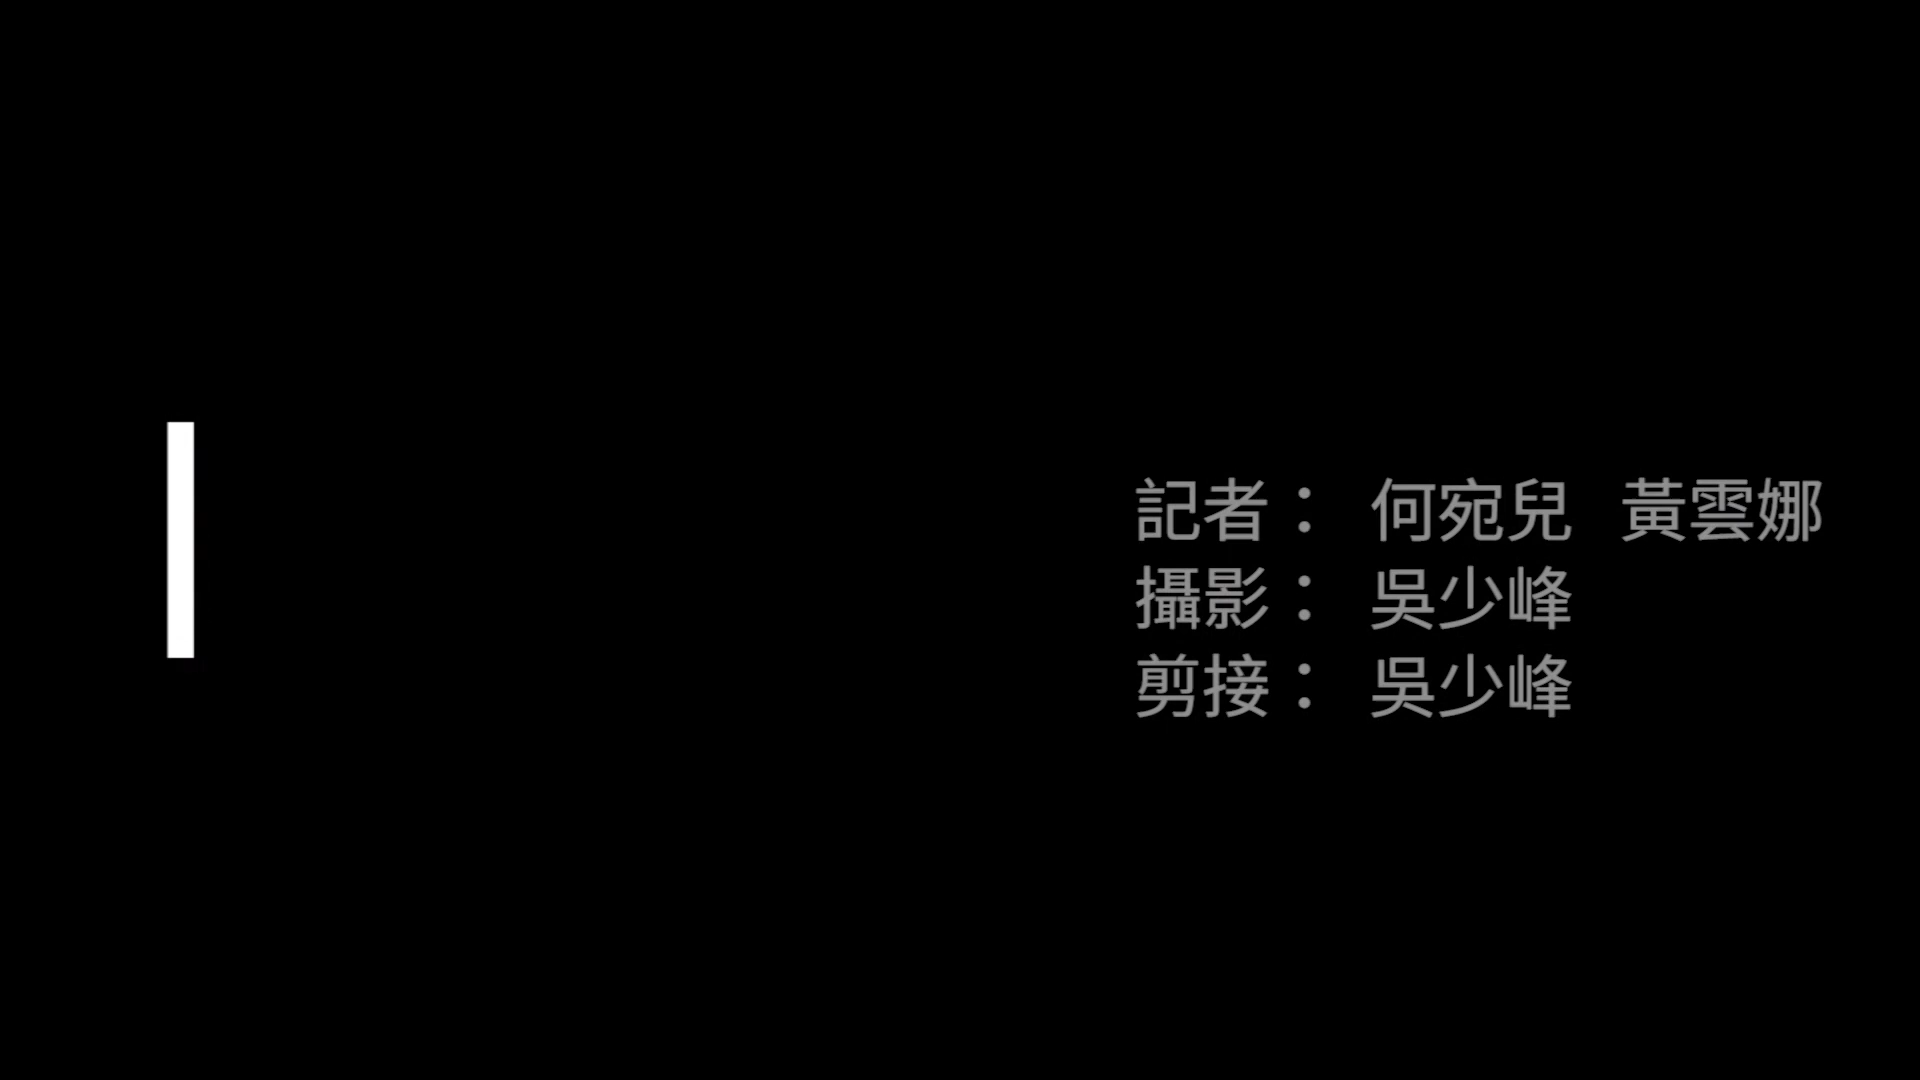 記者： 何宛兒 黃雲娜
攝影： 吳少峰
剪接： 吳少峰